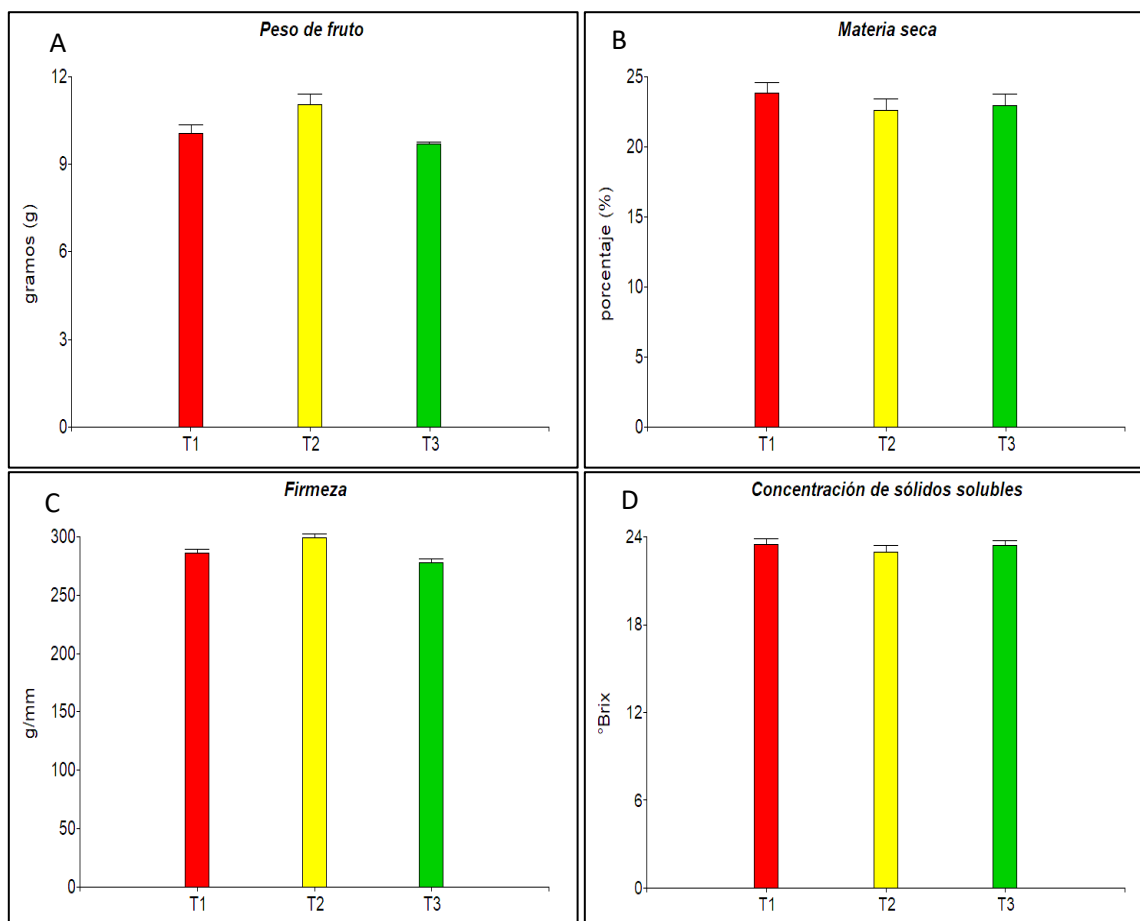 A
Peso de fruto
12
9
6
3
0
gramos (g)
T1 T2 T3
B
Materia seca
25
20
15
10
5
0
porcentaje (%)
T1 T2 T3
C
Firmeza
300
250
200
150
100
50
0
g/mm
T1 T2 T3
D
Concentración de sólidos solubles
24
18
12
6
0
°Brix
T1 T2 T3